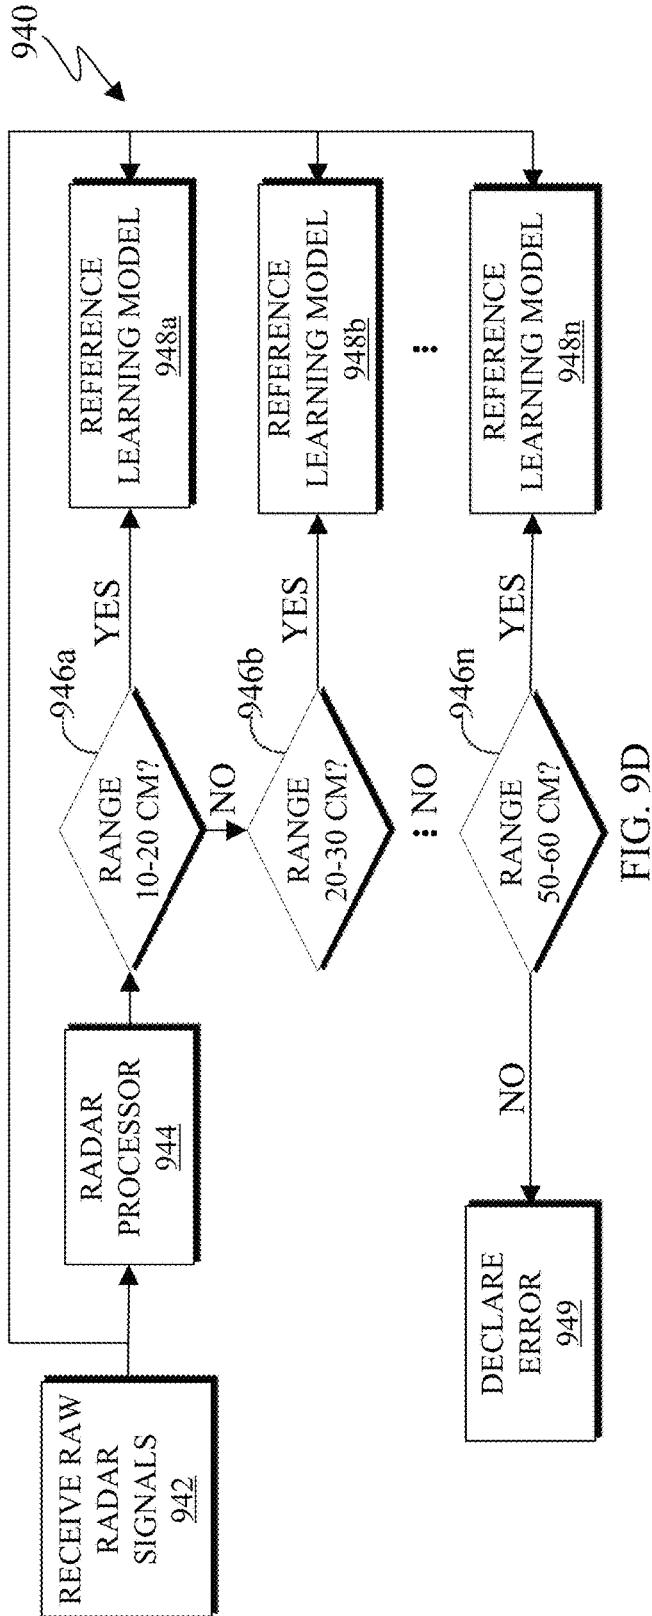 940
RECEIVE RAW
RADAR
SIGNALS
942
RADAR
PROCESSOR
944
RANGE
10-20 CM?
946a
YES
REFERENCE
LEARNING MODEL
948a
NO
RANGE
20-30 CM?
946b
YES
REFERENCE
LEARNING MODEL
948b
NO
RANGE
50-60 CM?
946n
YES
REFERENCE
LEARNING MODEL
948n
NO
DECLARE
ERROR
949
FIG. 9D